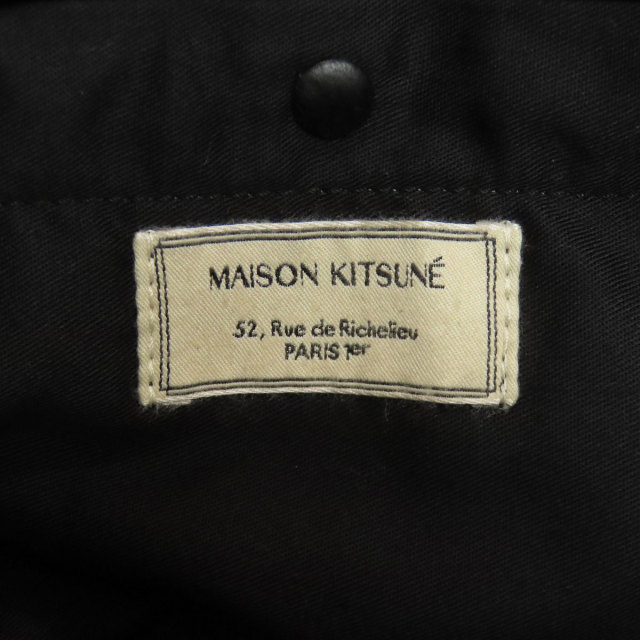 MAISON KITSUNÉ
52, Rue de Richelieu
PARIS 1er